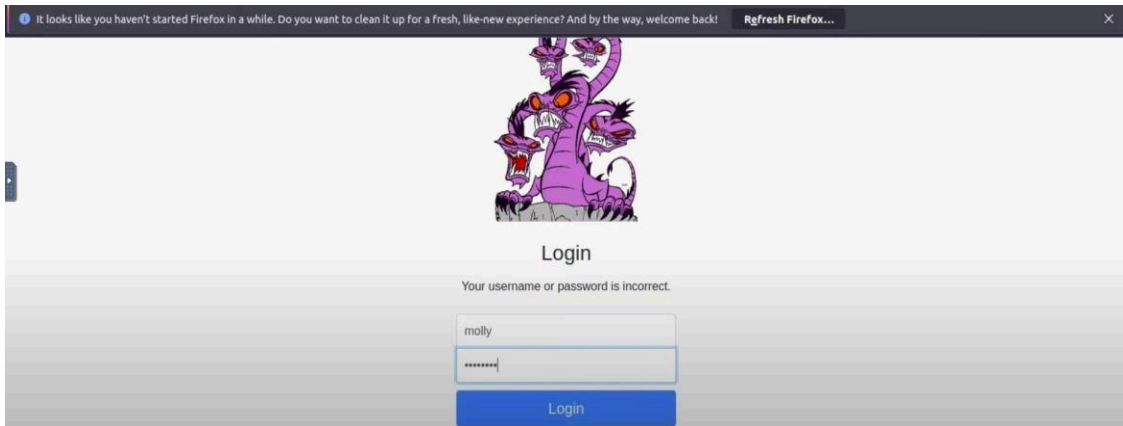 It looks like you haven't started Firefox in a while. Do you want to clean it up for a fresh, like-new experience? And by the way, welcome back! Refresh Firefox...
Login
Your username or password is incorrect.
molly
••••••••
Login